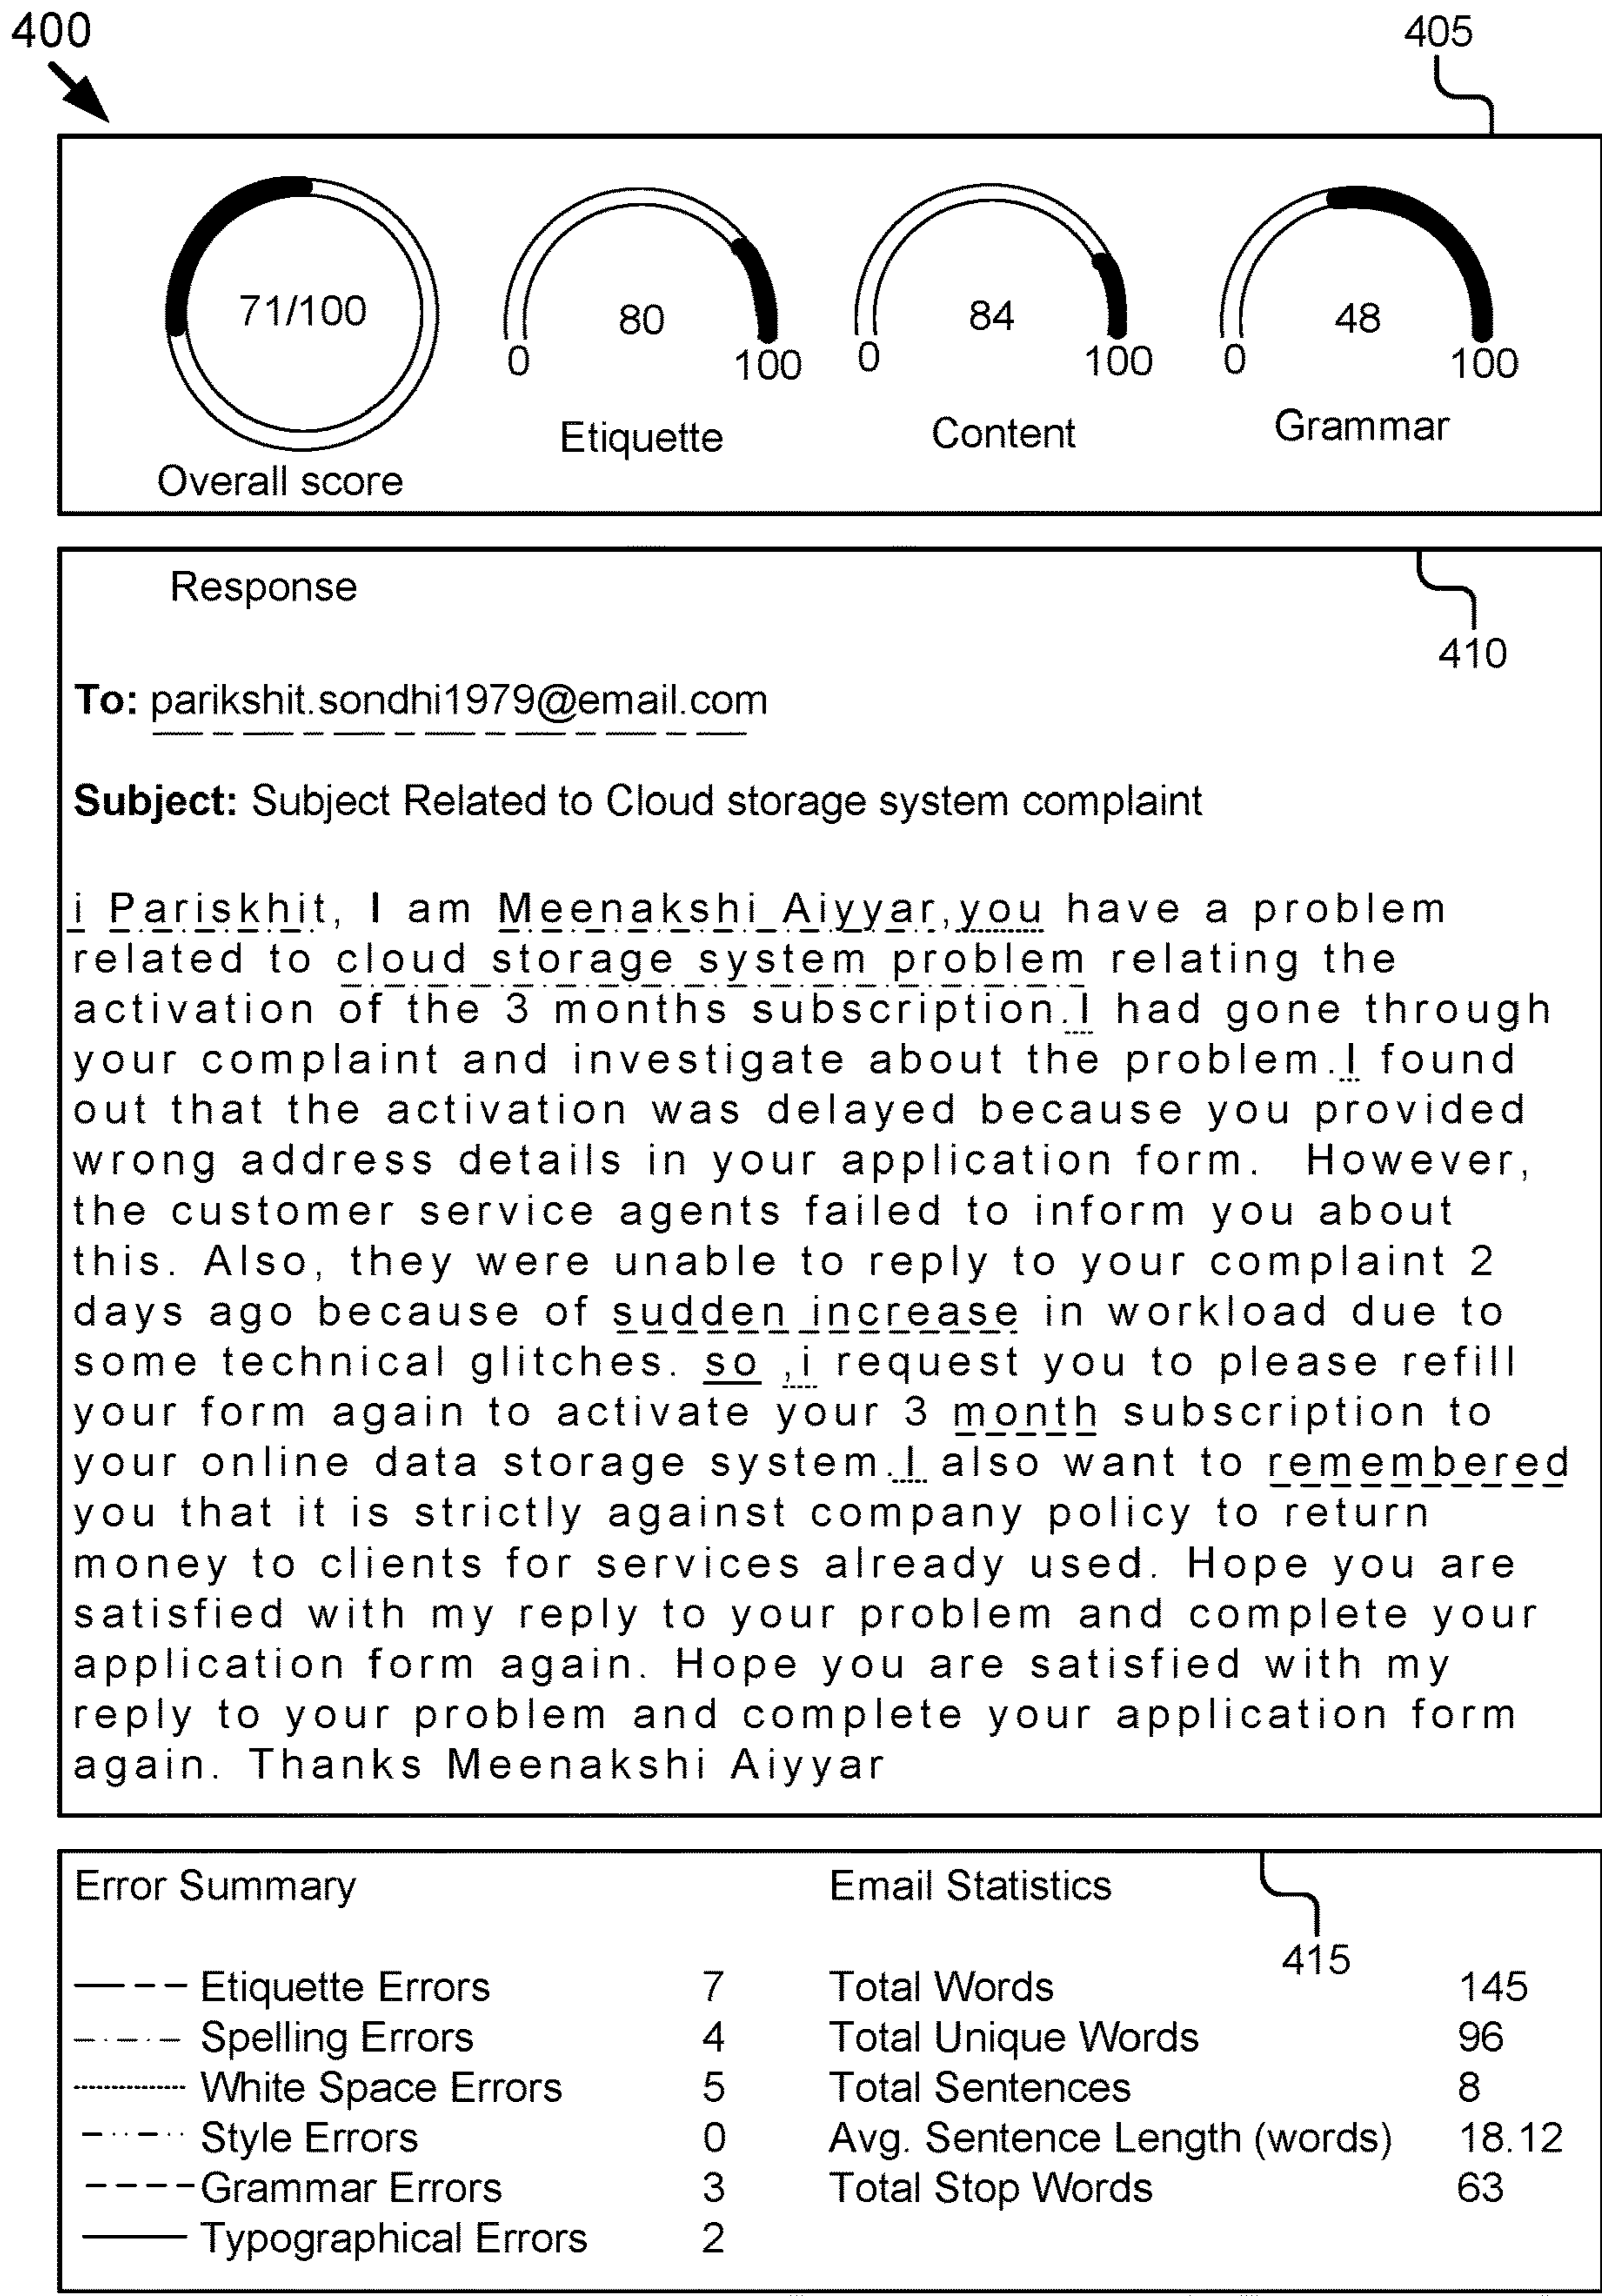 400
405
71/100
80
84
48
0
100
0
100
0
100
Overall score
Etiquette
Content
Grammar
Response
410
To: parikshit.sondhi1979@email.com
Subject: Subject Related to Cloud storage system complaint
i Pariskhit, I am Meenakshi Aiyyar,you have a problem
related to cloud storage system problem relating the
activation of the 3 months subscription.I had gone through
your complaint and investigate about the problem.I found
out that the activation was delayed because you provided
wrong address details in your application form. However,
the customer service agents failed to inform you about
this. Also, they were unable to reply to your complaint 2
days ago because of sudden increase in workload due to
some technical glitches. so ,i request you to please refill
your form again to activate your 3 month subscription to
your online data storage system.I also want to remembered
you that it is strictly against company policy to return
money to clients for services already used. Hope you are
satisfied with my reply to your problem and complete your
application form again. Hope you are satisfied with my
reply to your problem and complete your application form
again. Thanks Meenakshi Aiyyar
Error Summary
Etiquette Errors 7
Spelling Errors 4
White Space Errors 5
Style Errors 0
Grammar Errors 3
Typographical Errors 2
Email Statistics
415
Total Words 145
Total Unique Words 96
Total Sentences 8
Avg. Sentence Length (words) 18.12
Total Stop Words 63